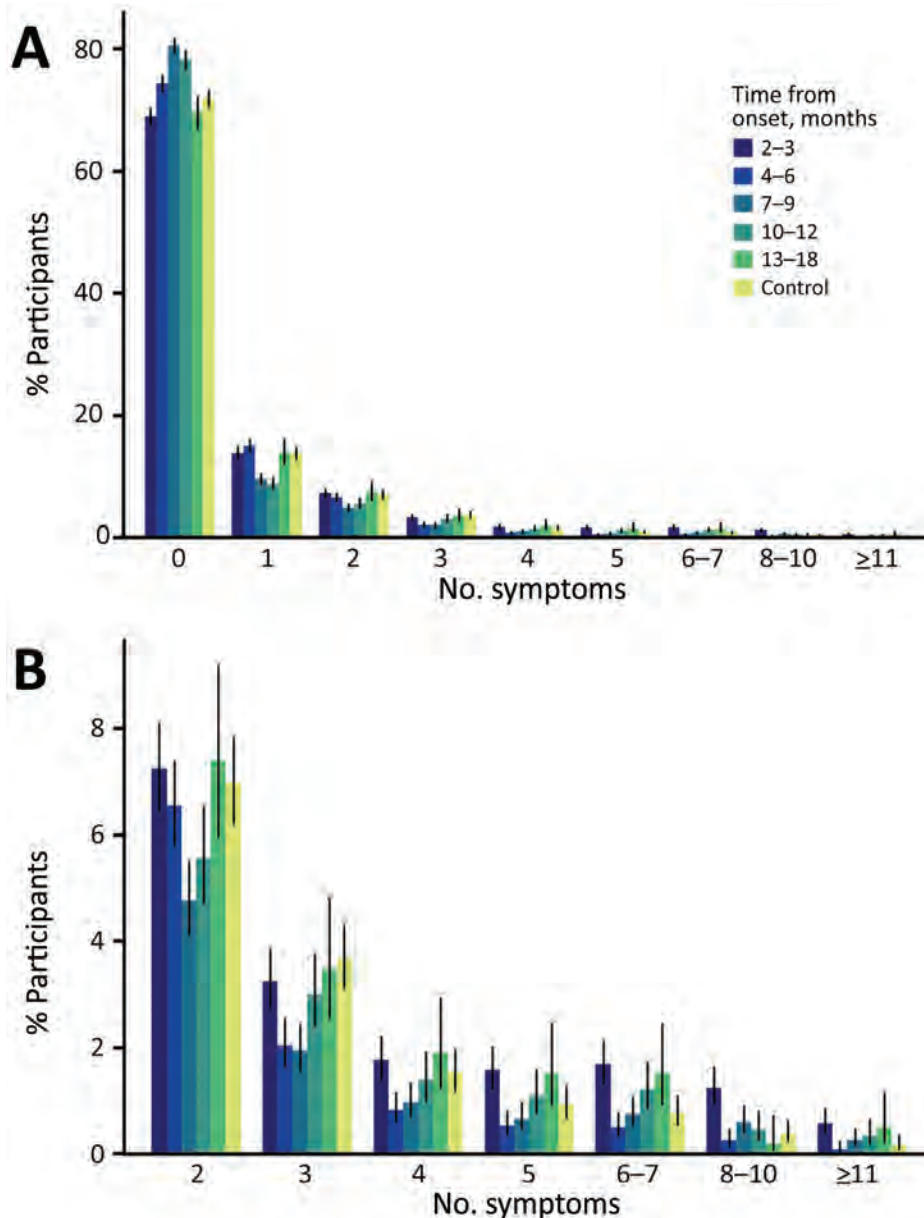 A
80
60
40
20
0
% Participants
Time from
onset, months
2–3
4–6
7–9
10–12
13–18
Control
0 1 2 3 4 5 6–7 8–10 ≥11
No. symptoms
B
8
6
4
2
0
% Participants
2 3 4 5 6–7 8–10 ≥11
No. symptoms